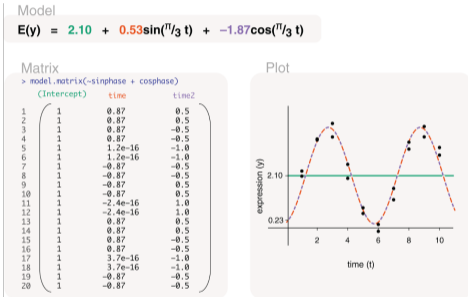 Model
E(y) = 2.10 + 0.53sin(π/3 t) + -1.87cos(π/3 t)
Matrix
> model.matrix(~sinphase + cosphase)
(Intercept) time time2
1 1 0.87 0.5
2 1 0.87 0.5
3 1 0.87 -0.5
4 1 0.87 -0.5
5 1 1.2e-16 -1.0
6 1 1.2e-16 -1.0
7 1 -0.87 -0.5
8 1 -0.87 -0.5
9 1 -0.87 0.5
10 1 -0.87 0.5
11 1 -2.4e-16 1.0
12 1 -2.4e-16 1.0
13 1 0.87 0.5
14 1 0.87 0.5
15 1 0.87 -0.5
16 1 0.87 -0.5
17 1 3.7e-16 -1.0
18 1 3.7e-16 -1.0
19 1 -0.87 -0.5
20 1 -0.87 -0.5
Plot
expression (y)
2.10
0.23
2 4 6 8 10
time (t)